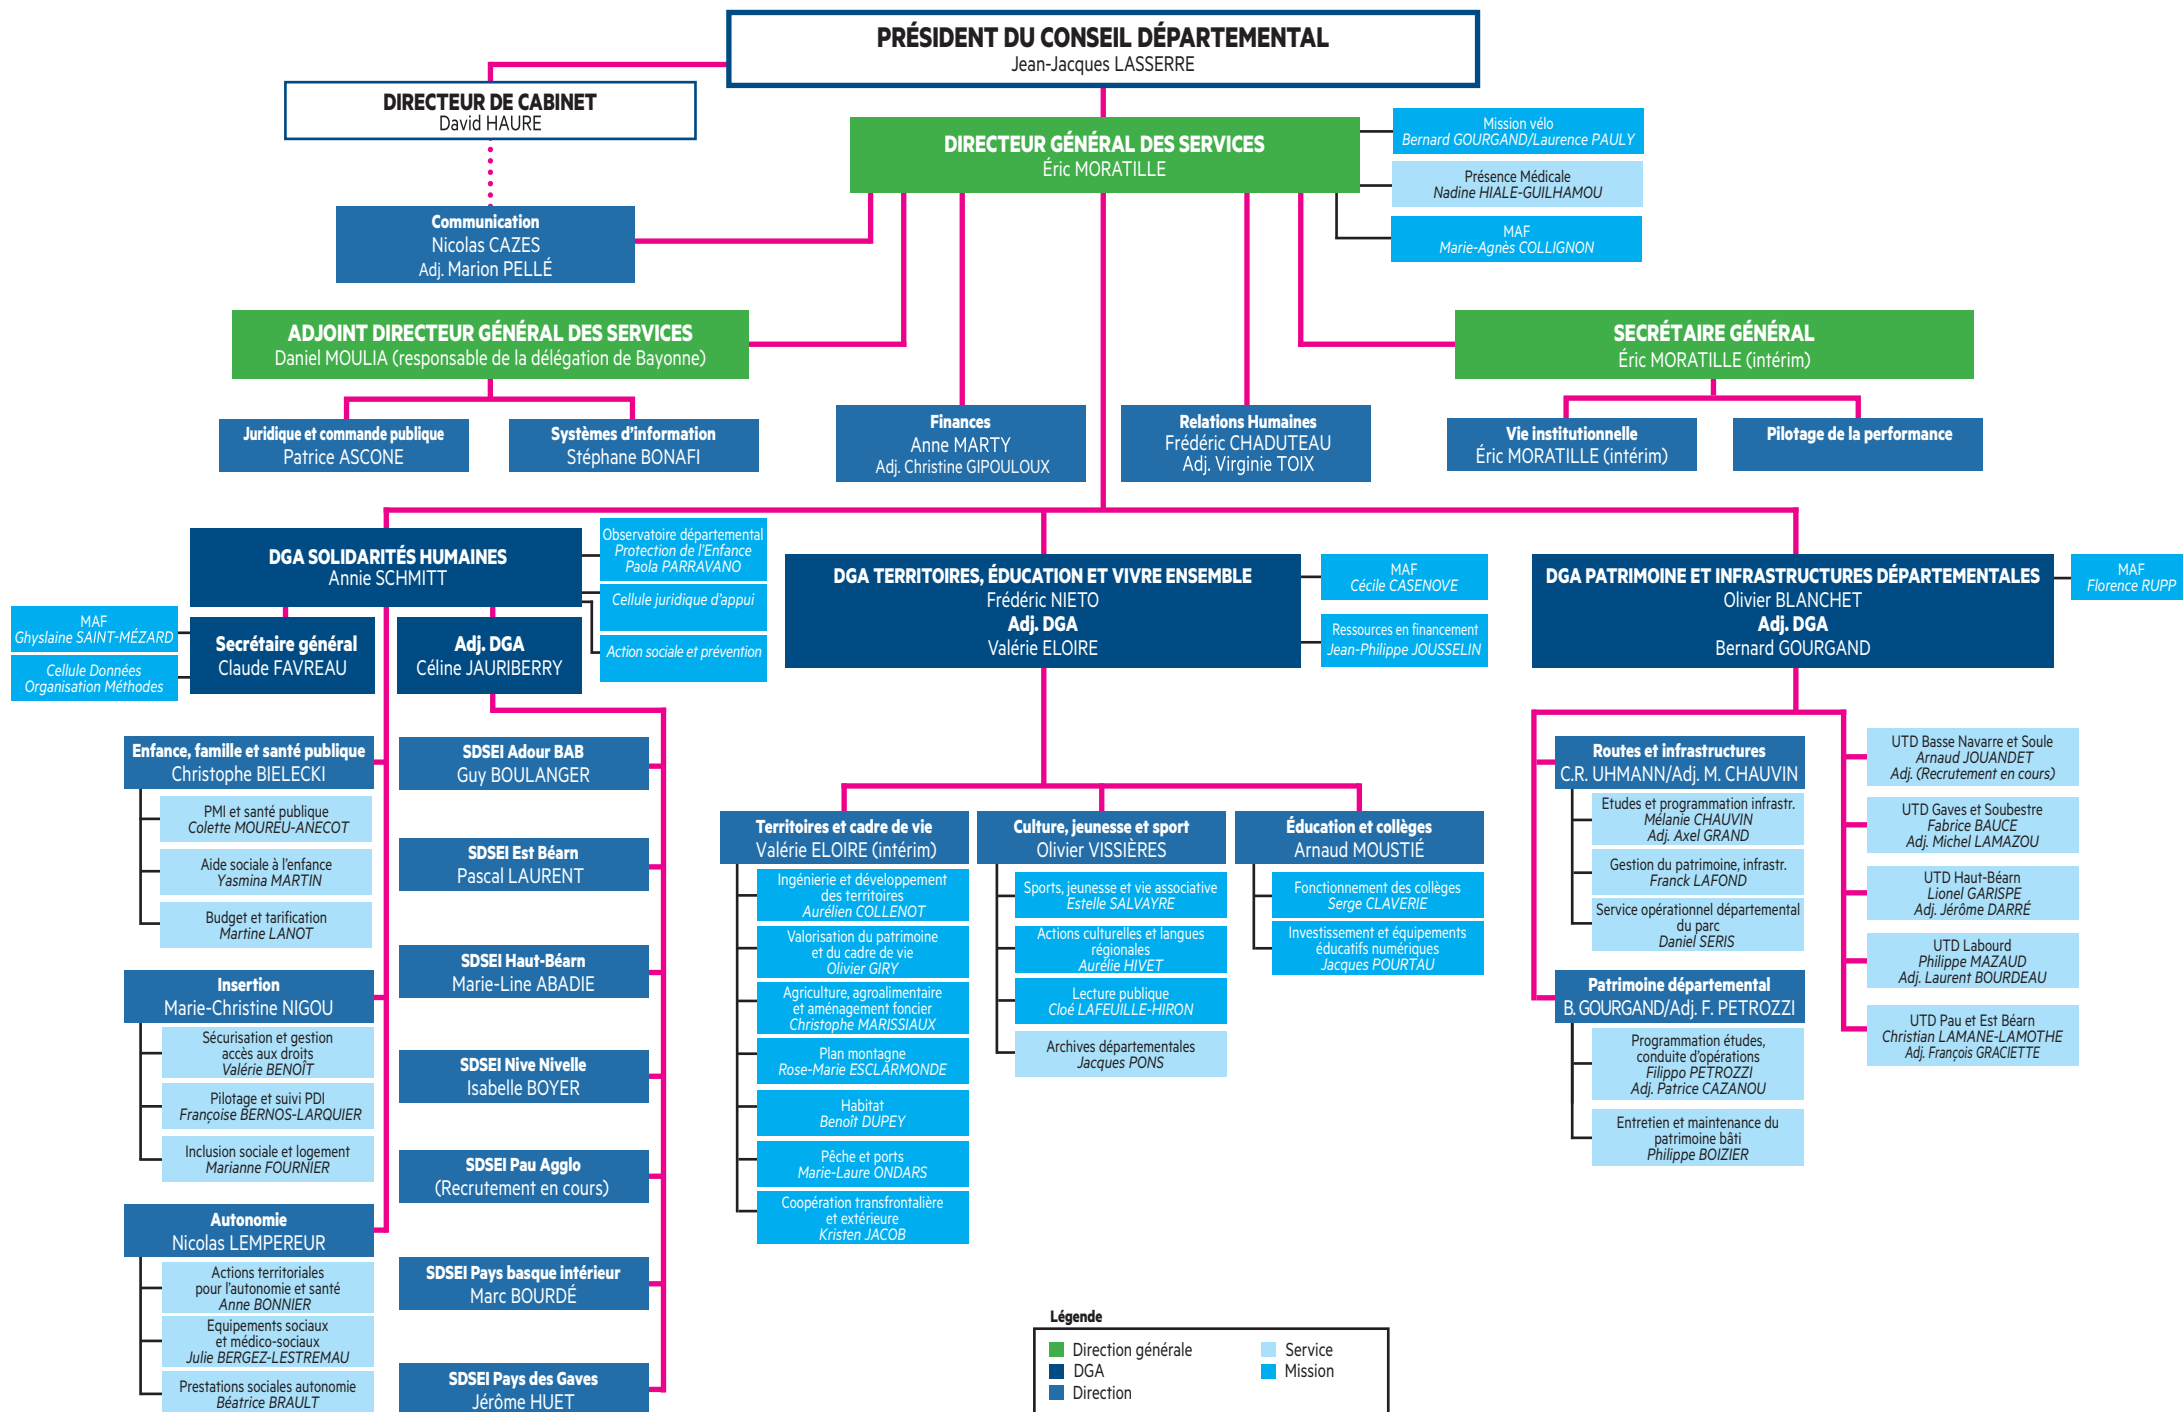 PRÉSIDENT DU CONSEIL DÉPARTEMENTAL
Jean-Jacques LASSERRE
DIRECTEUR DE CABINET
David HAURE
DIRECTEUR GÉNÉRAL DES SERVICES
Éric MORATILLE
Mission vélo
Bernard GOURGAND/Laurence PAULY
Présence Médicale
Nadine HIALE-GUILHAMOU
MAF
Marie-Agnès COLLIGNON
Communication
Nicolas CAZES
Adj. Marion PELLÉ
ADJOINT DIRECTEUR GÉNÉRAL DES SERVICES
Daniel MOULIA (responsable de la délégation de Bayonne)
SECRÉTAIRE GÉNÉRAL
Éric MORATILLE (intérim)
Juridique et commande publique
Patrice ASCONE
Systèmes d'information
Stéphane BONAFI
Finances
Anne MARTY
Adj. Christine GIPOULOUX
Relations Humaines
Frédéric CHADUTEAU
Adj. Virginie TOIX
Vie institutionnelle
Éric MORATILLE (intérim)
Pilotage de la performance
DGA SOLIDARITÉS HUMAINES
Annie SCHMITT
Observatoire départemental
Protection de l'Enfance
Paola PARRAVANO
Cellule juridique d'appui
Action sociale et prévention
MAF
Ghyslaine SAINT-MÉZARD
Cellule Données
Organisation Méthodes
Secrétaire général
Claude FAVREAU
Adj. DGA
Céline JAURIBERRY
DGA TERRITOIRES, ÉDUCATION ET VIVRE ENSEMBLE
Frédéric NIETO
Adj. DGA
Valérie ELOIRE
MAF
Cécile CASENOVE
Ressources en financement
Jean-Philippe JOUSSELIN
DGA PATRIMOINE ET INFRASTRUCTURES DÉPARTEMENTALES
Olivier BLANCHET
Adj. DGA
Bernard GOURGAND
MAF
Florence RUPP
Enfance, famille et santé publique
Christophe BIELECKI
PMI et santé publique
Colette MOUREU-ANECOT
Aide sociale à l'enfance
Yasmina MARTIN
Budget et tarification
Martine LANOT
Insertion
Marie-Christine NIGOU
Sécurisation et gestion
accès aux droits
Valérie BENOÎT
Pilotage et suivi PDI
Françoise BERNOS-LARQUIER
Inclusion sociale et logement
Marianne FOURNIER
Autonomie
Nicolas LEMPEREUR
Actions territoriales
pour l'autonomie et santé
Anne BONNIER
Equipements sociaux
et médico-sociaux
Julie BERGEZ-LESTREMAU
Prestations sociales autonomie
Béatrice BRAULT
SDSEI Adour BAB
Guy BOULANGER
SDSEI Est Béarn
Pascal LAURENT
SDSEI Haut-Béarn
Marie-Line ABADIE
SDSEI Nive Nivelle
Isabelle BOYER
SDSEI Pau Agglo
(Recrutement en cours)
SDSEI Pays basque intérieur
Marc BOURDÉ
SDSEI Pays des Gaves
Jérôme HUET
Territoires et cadre de vie
Valérie ELOIRE (intérim)
Ingénierie et développement
des territoires
Aurélien COLLENOT
Valorisation du patrimoine
et du cadre de vie
Olivier GIRY
Agriculture, agroalimentaire
et aménagement foncier
Christophe MARISSIAUX
Plan montagne
Rose-Marie ESCLARMONDE
Habitat
Benoît DUPEY
Pêche et ports
Marie-Laure ONDARS
Coopération transfrontalière
et extérieure
Kristen JACOB
Culture, jeunesse et sport
Olivier VISSIÈRES
Sports, jeunesse et vie associative
Estelle SALVAYRE
Actions culturelles et langues
régionales
Aurélie HIVET
Lecture publique
Cloé LAFEUILLE-HIRON
Archives départementales
Jacques PONS
Éducation et collèges
Arnaud MOUSTIÉ
Fonctionnement des collèges
Serge CLAVERIE
Investissement et équipements
éducatifs numériques
Jacques POURTAU
Routes et infrastructures
C.R. UHMANN/Adj. M. CHAUVIN
Etudes et programmation infrastr.
Mélanie CHAUVIN
Adj. Axel GRAND
Gestion du patrimoine, infrastr.
Franck LAFOND
Service opérationnel départemental
du parc
Daniel SERIS
Patrimoine départemental
B. GOURGAND/Adj. F. PETROZZI
Programmation études,
conduite d'opérations
Filippo PETROZZI
Adj. Patrice CAZANOU
Entretien et maintenance du
patrimoine bâti
Philippe BOIZIER
UTD Basse Navarre et Soule
Arnaud JOUANDET
Adj. (Recrutement en cours)
UTD Gaves et Soubestre
Fabrice BAUCE
Adj. Michel LAMAZOU
UTD Haut-Béarn
Lionel GARISPE
Adj. Jérôme DARRÉ
UTD Labourd
Philippe MAZAUD
Adj. Laurent BOURDEAU
UTD Pau et Est Béarn
Christian LAMANE-LAMOTHE
Adj. François GRACIETTE
Légende
Direction générale
DGA
Direction
Service
Mission